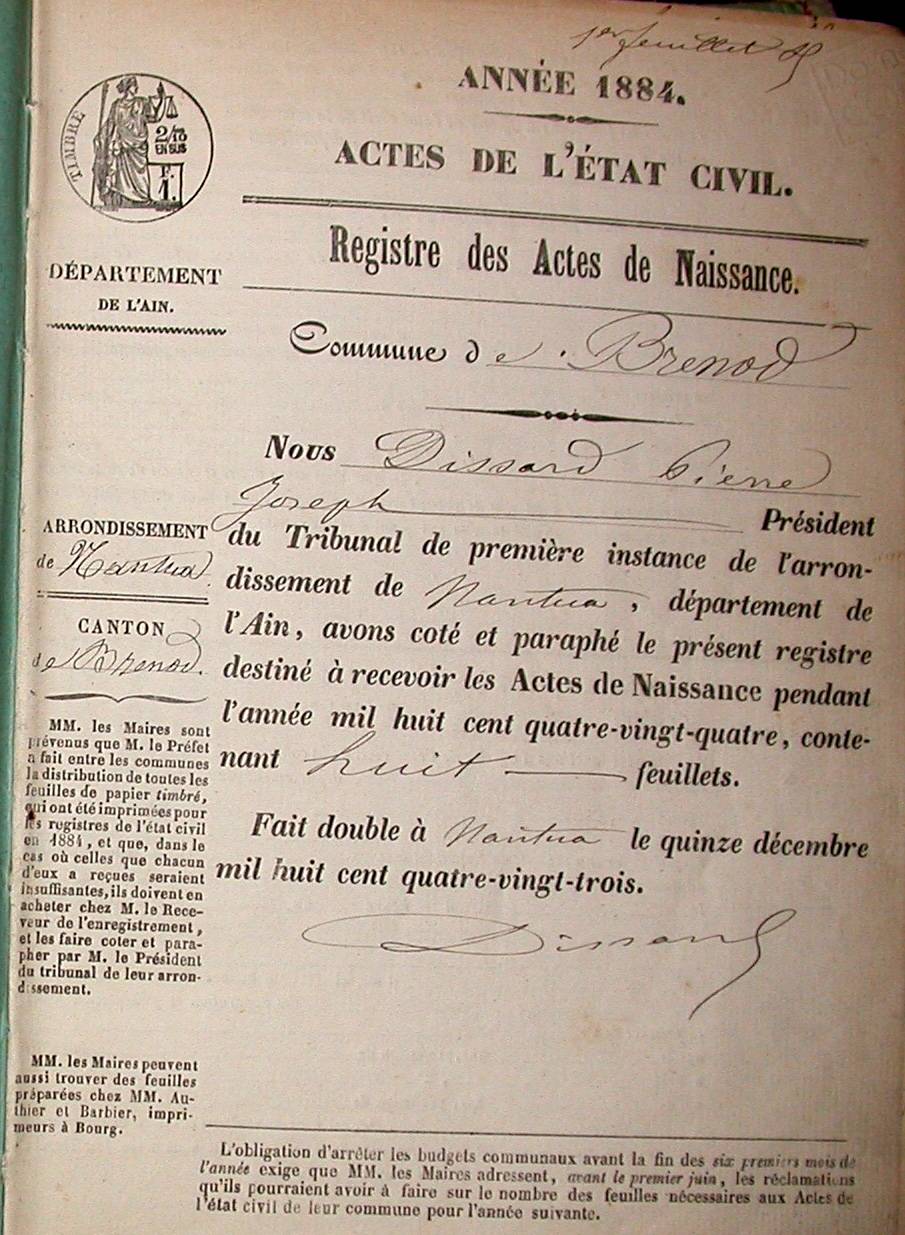 1er feuillet
ANNÉE 1884.
ACTES DE L'ÉTAT CIVIL.
TIMBRE
2/10
EN SUS
F.
1.
Registre des Actes de Naissance.
DÉPARTEMENT
DE L'AIN.
Commune de Brenod
Nous Dissard Pierre
Joseph Président
du Tribunal de première instance de l'arron-
dissement de Nantua, département de
l'Ain, avons coté et paraphé le présent registre
destiné à recevoir les Actes de Naissance pendant
l'année mil huit cent quatre-vingt-quatre, conte-
nant huit feuillets.
Fait double à Nantua le quinze décembre
mil huit cent quatre-vingt-trois.
Dissard
ARRONDISSEMENT
de Nantua
CANTON
de Brenod.
MM. les Maires sont
prévenus que M. le Préfet
a fait entre les communes
la distribution de toutes les
feuilles de papier timbré,
qui ont été imprimées pour
les registres de l'état civil
en 1884, et que, dans le
cas où celles que chacun
d'eux a reçues seraient
insuffisantes, ils doivent en
acheter chez M. le Rece-
veur de l'enregistrement,
et les faire coter et para-
pher par M. le Président
du tribunal de leur arron-
dissement.
MM. les Maires peuvent
aussi trouver des feuilles
préparées chez MM. Au-
thier et Barbier, impri-
meurs à Bourg.
L'obligation d'arrêter les budgets communaux avant la fin des six premiers mois de
l'année exige que MM. les Maires adressent, avant le premier juin, les réclamations
qu'ils pourraient avoir à faire sur le nombre des feuilles nécessaires aux Actes de
l'état civil de leur commune pour l'année suivante.